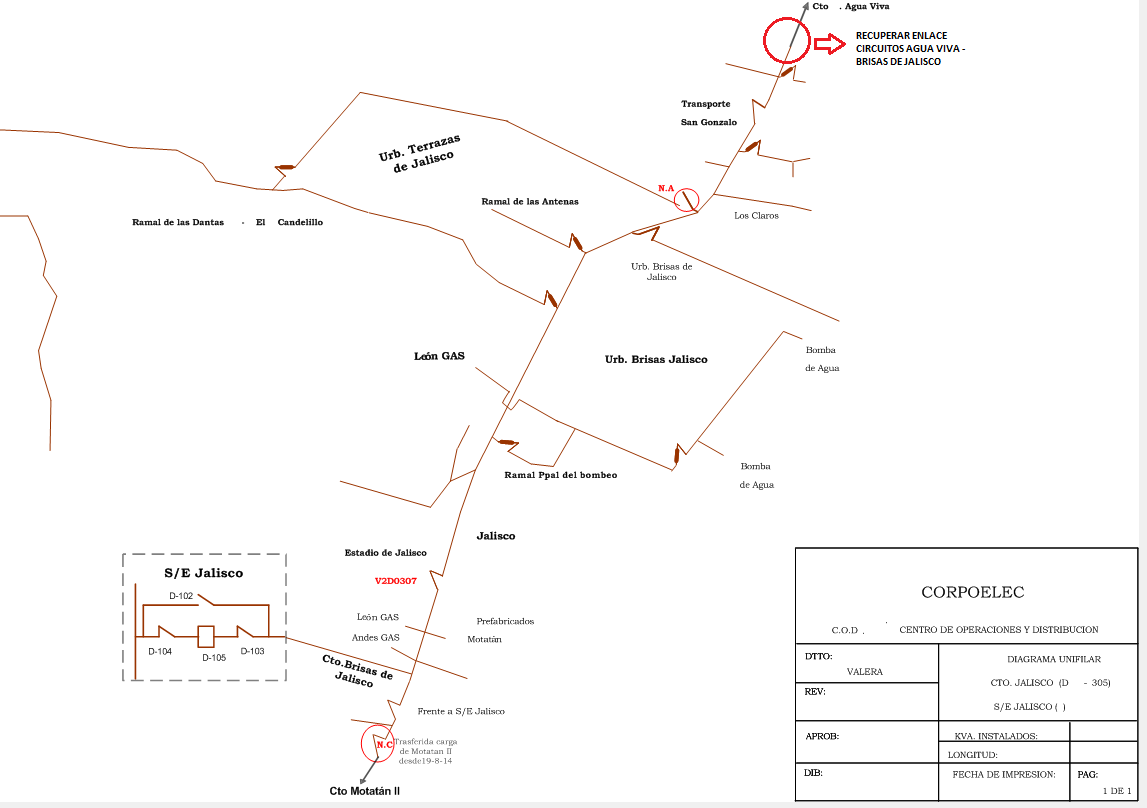 Cto . Agua Viva
RECUPERAR ENLACE
CIRCUITOS AGUA VIVA -
BRISAS DE JALISCO
Transporte
San Gonzalo
Urb. Terrazas
de Jalisco
N.A
Ramal de las Antenas
Los Claros
Ramal de las Dantas - El Candelillo
Urb. Brisas de
Jalisco
León GAS
Urb. Brisas Jalisco
Bomba
de Agua
Bomba
de Agua
Ramal Ppal del bombeo
Jalisco
Estadio de Jalisco
V2D0307
S/E Jalisco
D-102
D-104
D-105
D-103
León GAS
Andes GAS
Prefabricados
Motatán
Cto.Brisas de
Jalisco
Frente a S/E Jalisco
N.C
Trasferida carga
de Motatan II
desde19-8-14
Cto Motatán II
CORPOELEC
C.O.D . CENTRO DE OPERACIONES Y DISTRIBUCION
DTTO:
VALERA
REV:
DIAGRAMA UNIFILAR
CTO. JALISCO (D - 305)
S/E JALISCO ( )
APROB:
KVA. INSTALADOS:
LONGITUD:
DIB:
FECHA DE IMPRESION:
PAG:
1 DE 1